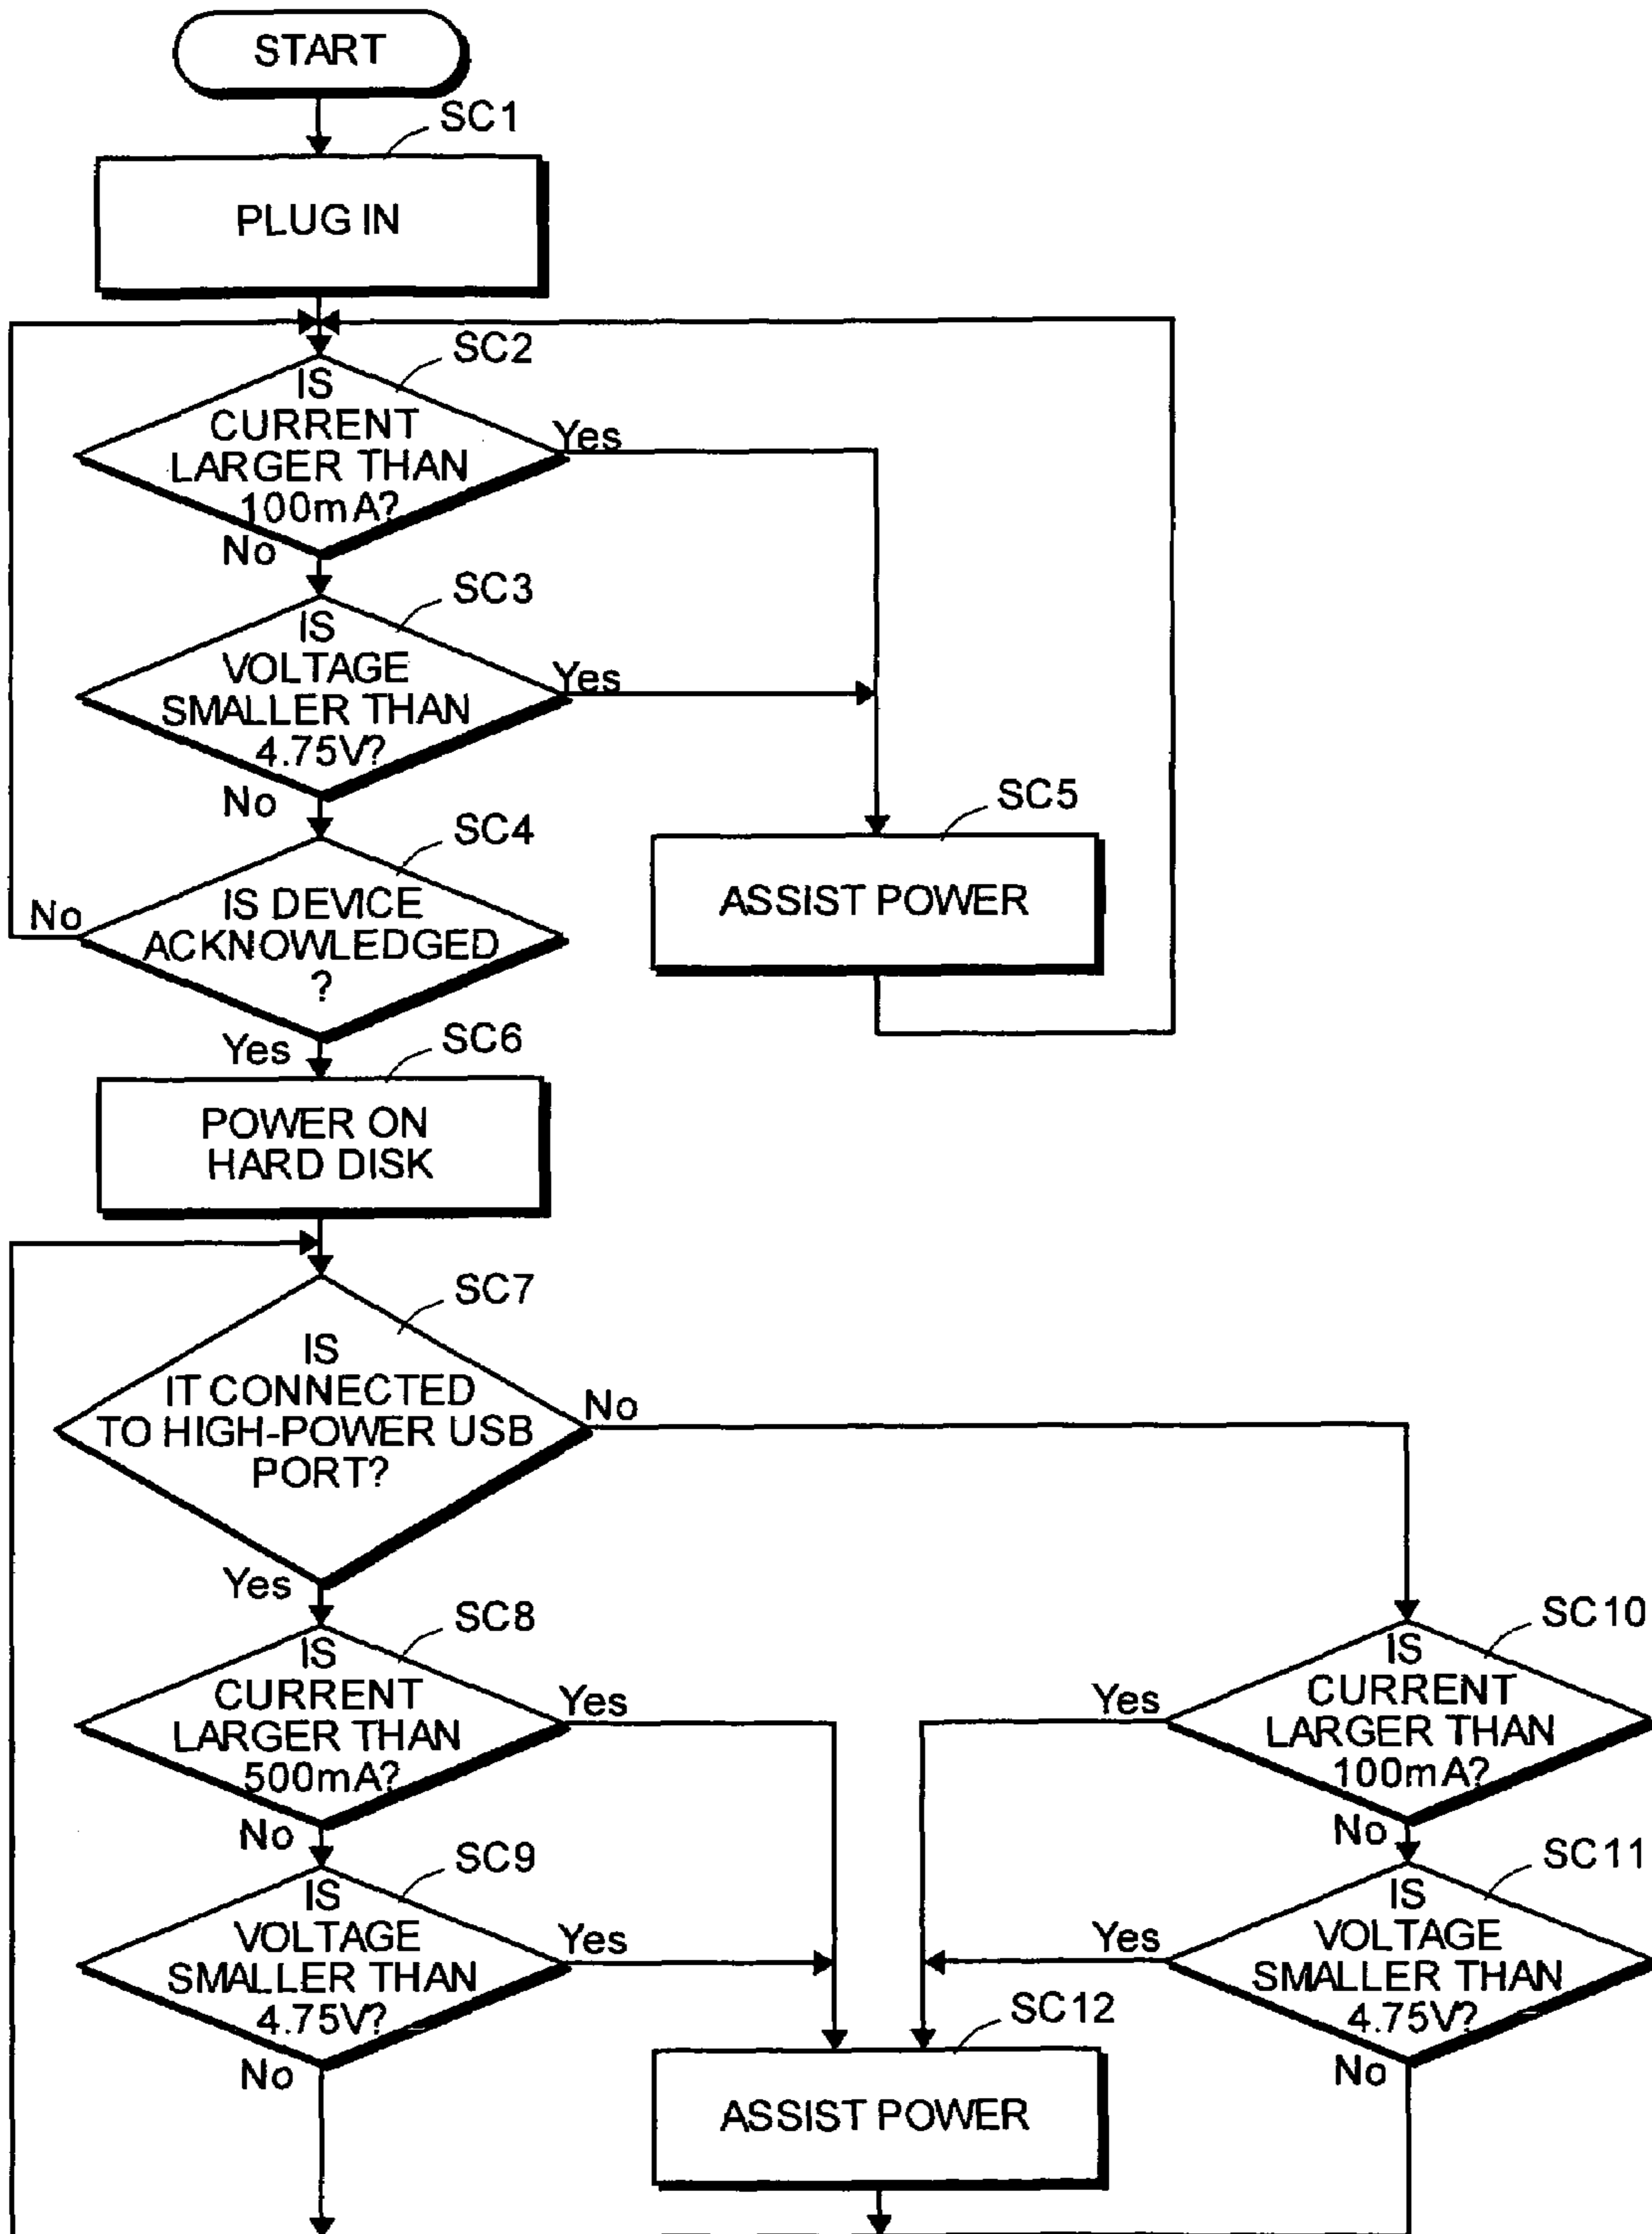 START
SC1
PLUG IN
SC2
IS
CURRENT
LARGER THAN
100mA?
Yes
No
SC3
IS
VOLTAGE
SMALLER THAN
4.75V?
Yes
No
SC4
IS DEVICE
ACKNOWLEDGED
?
No
Yes
SC5
ASSIST POWER
SC6
POWER ON
HARD DISK
SC7
IS
IT CONNECTED
TO HIGH-POWER USB
PORT?
No
Yes
SC8
IS
CURRENT
LARGER THAN
500mA?
Yes
No
SC9
IS
VOLTAGE
SMALLER THAN
4.75V?
Yes
No
SC10
IS
CURRENT
LARGER THAN
100mA?
Yes
No
SC11
IS
VOLTAGE
SMALLER THAN
4.75V?
Yes
No
SC12
ASSIST POWER